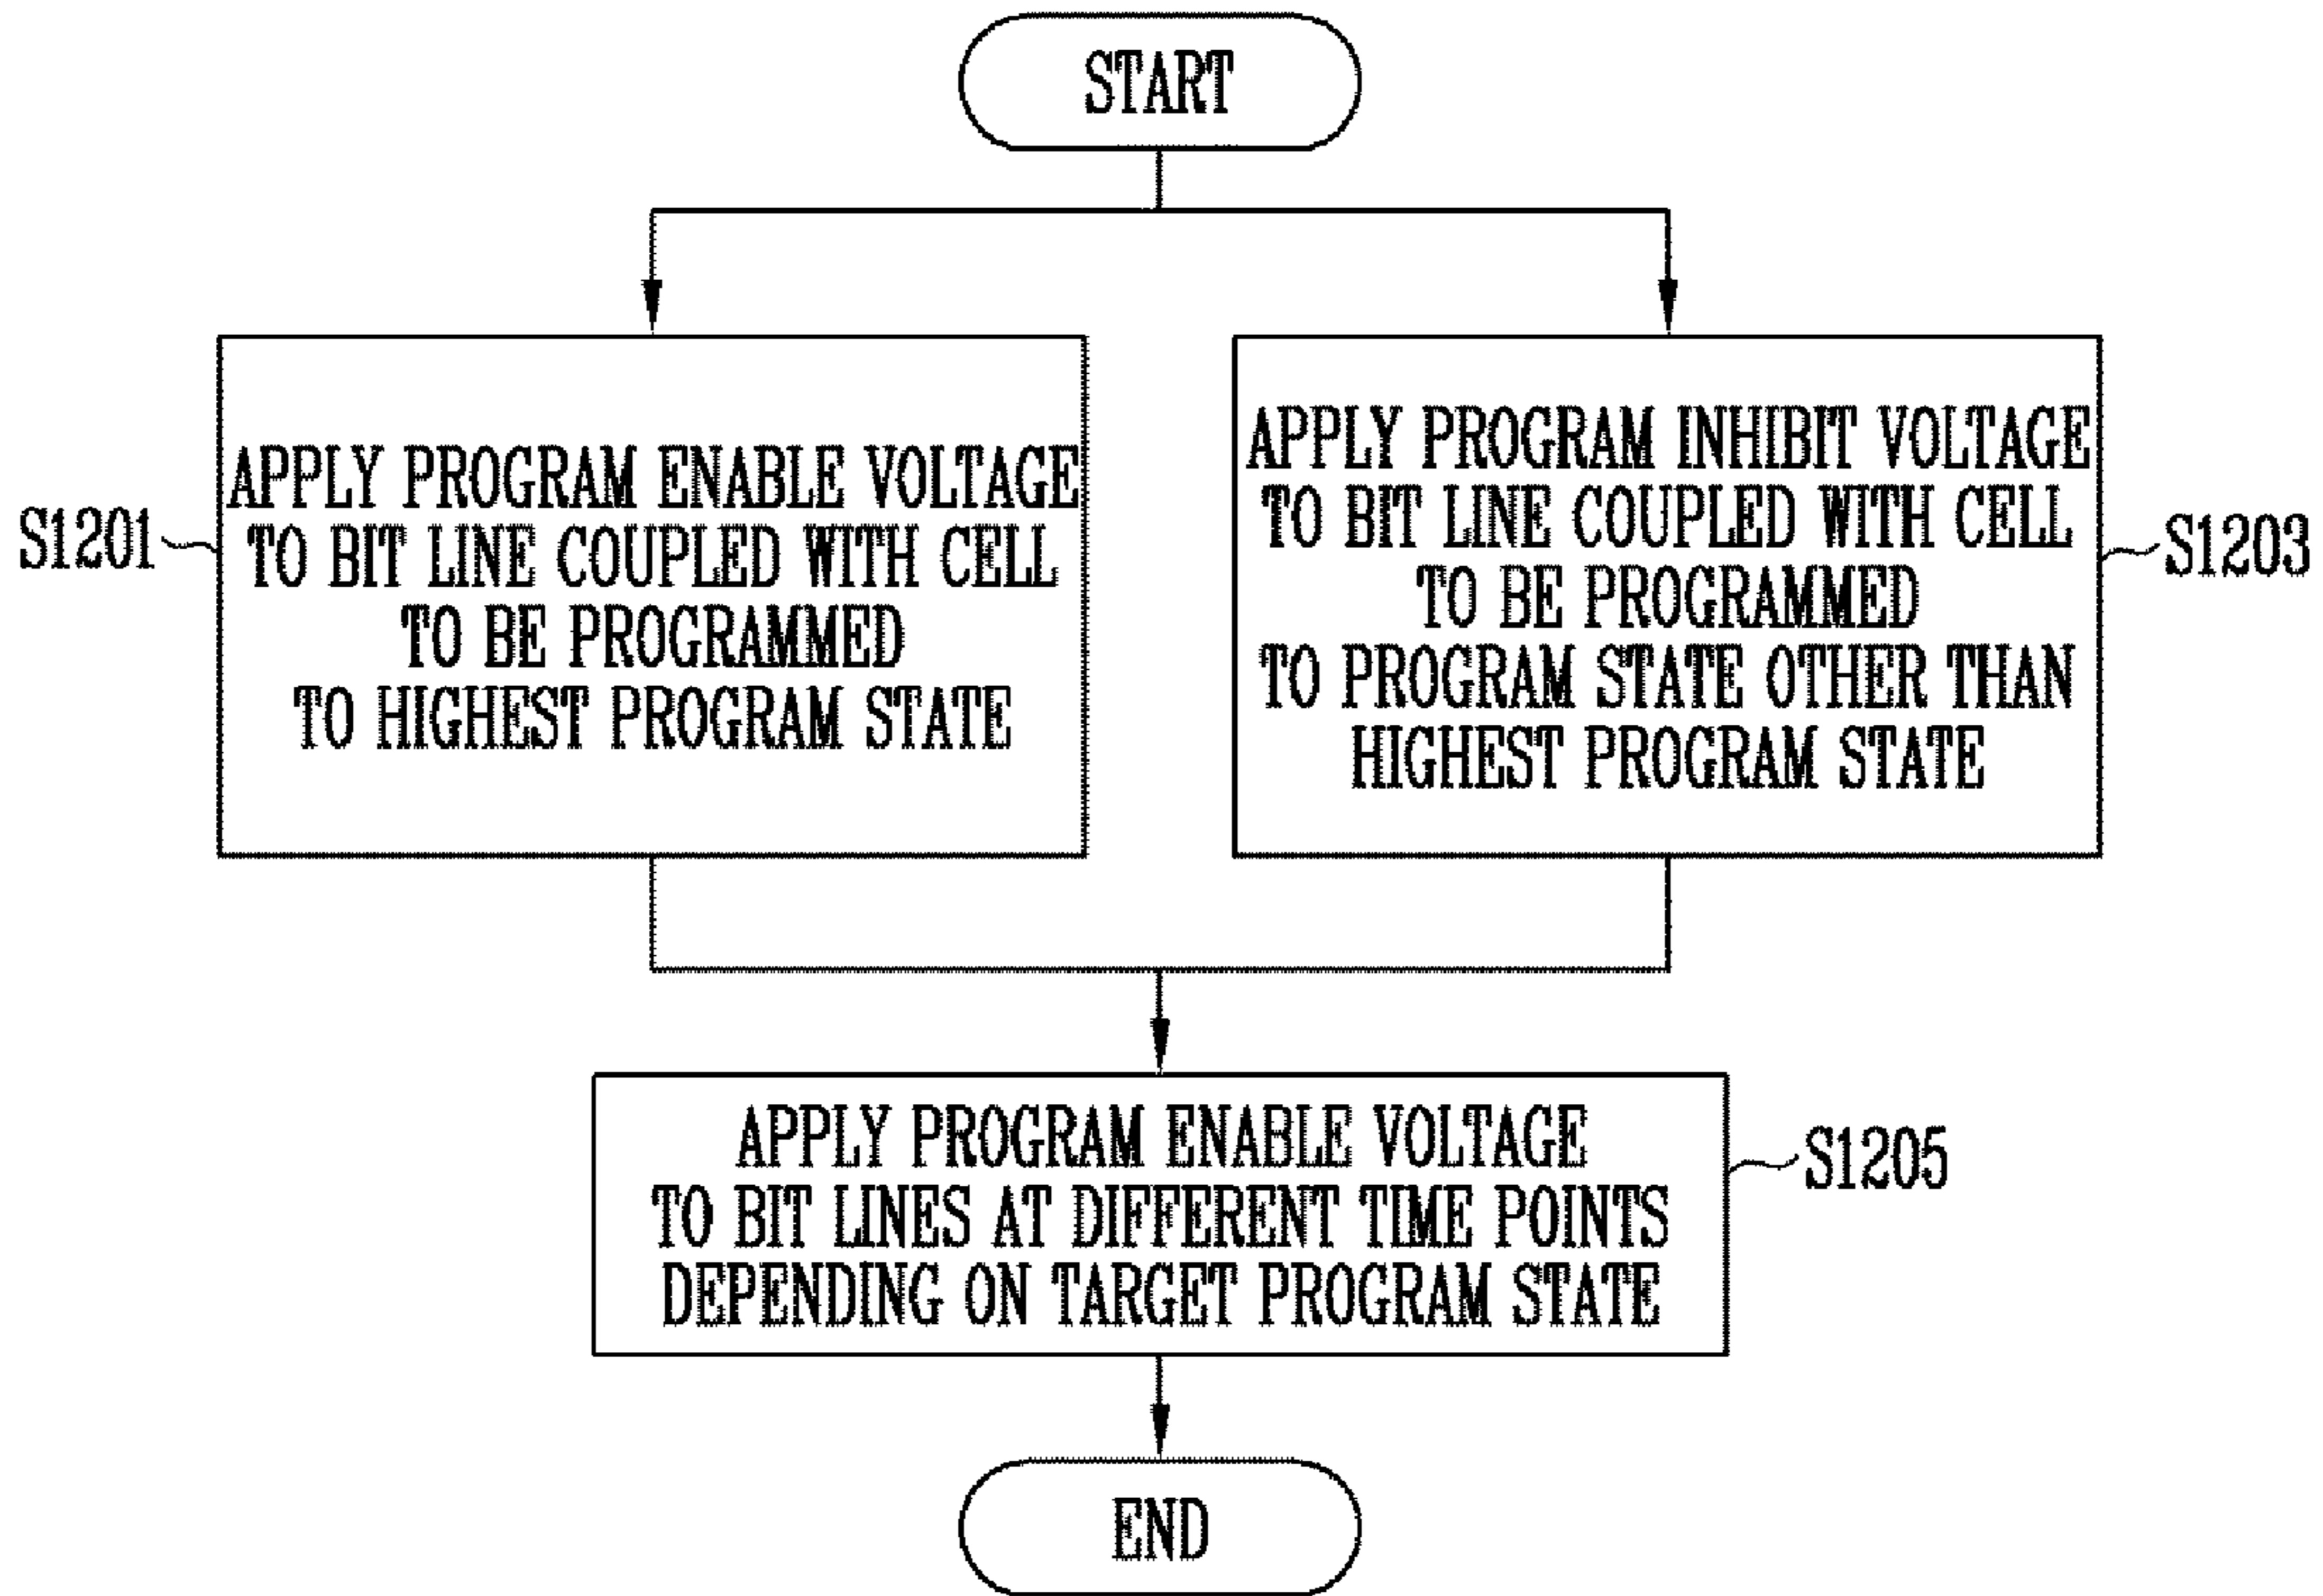 START
S1201
APPLY PROGRAM ENABLE VOLTAGE
TO BIT LINE COUPLED WITH CELL
TO BE PROGRAMMED
TO HIGHEST PROGRAM STATE
APPLY PROGRAM INHIBIT VOLTAGE
TO BIT LINE COUPLED WITH CELL
TO BE PROGRAMMED
TO PROGRAM STATE OTHER THAN
HIGHEST PROGRAM STATE
S1203
APPLY PROGRAM ENABLE VOLTAGE
TO BIT LINES AT DIFFERENT TIME POINTS
DEPENDING ON TARGET PROGRAM STATE
S1205
END